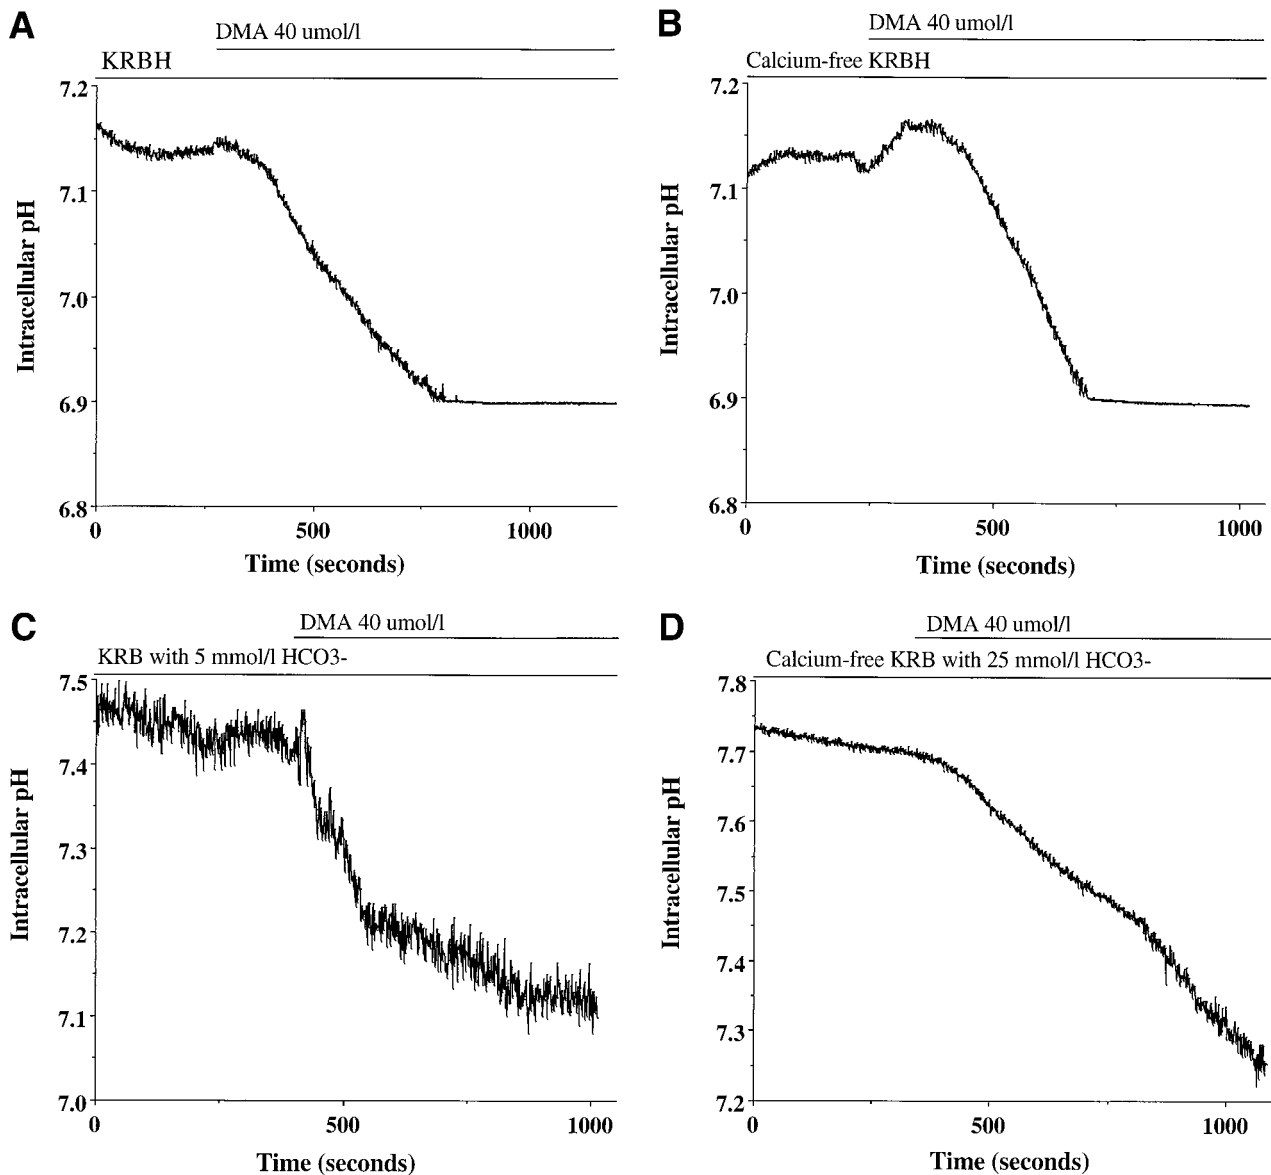 A
DMA 40 umol/l
KRBH
7.2
7.1
7.0
6.9
6.8
Intracellular pH
0
500
1000
Time (seconds)
B
DMA 40 umol/l
Calcium-free KRBH
7.2
7.1
7.0
6.9
6.8
Intracellular pH
0
500
1000
Time (seconds)
C
DMA 40 umol/l
KRB with 5 mmol/l HCO3-
7.5
7.4
7.3
7.2
7.1
7.0
Intracellular pH
0
500
1000
Time (seconds)
D
DMA 40 umol/l
Calcium-free KRB with 25 mmol/l HCO3-
7.8
7.7
7.6
7.5
7.4
7.3
7.2
Intracellular pH
0
500
1000
Time (seconds)